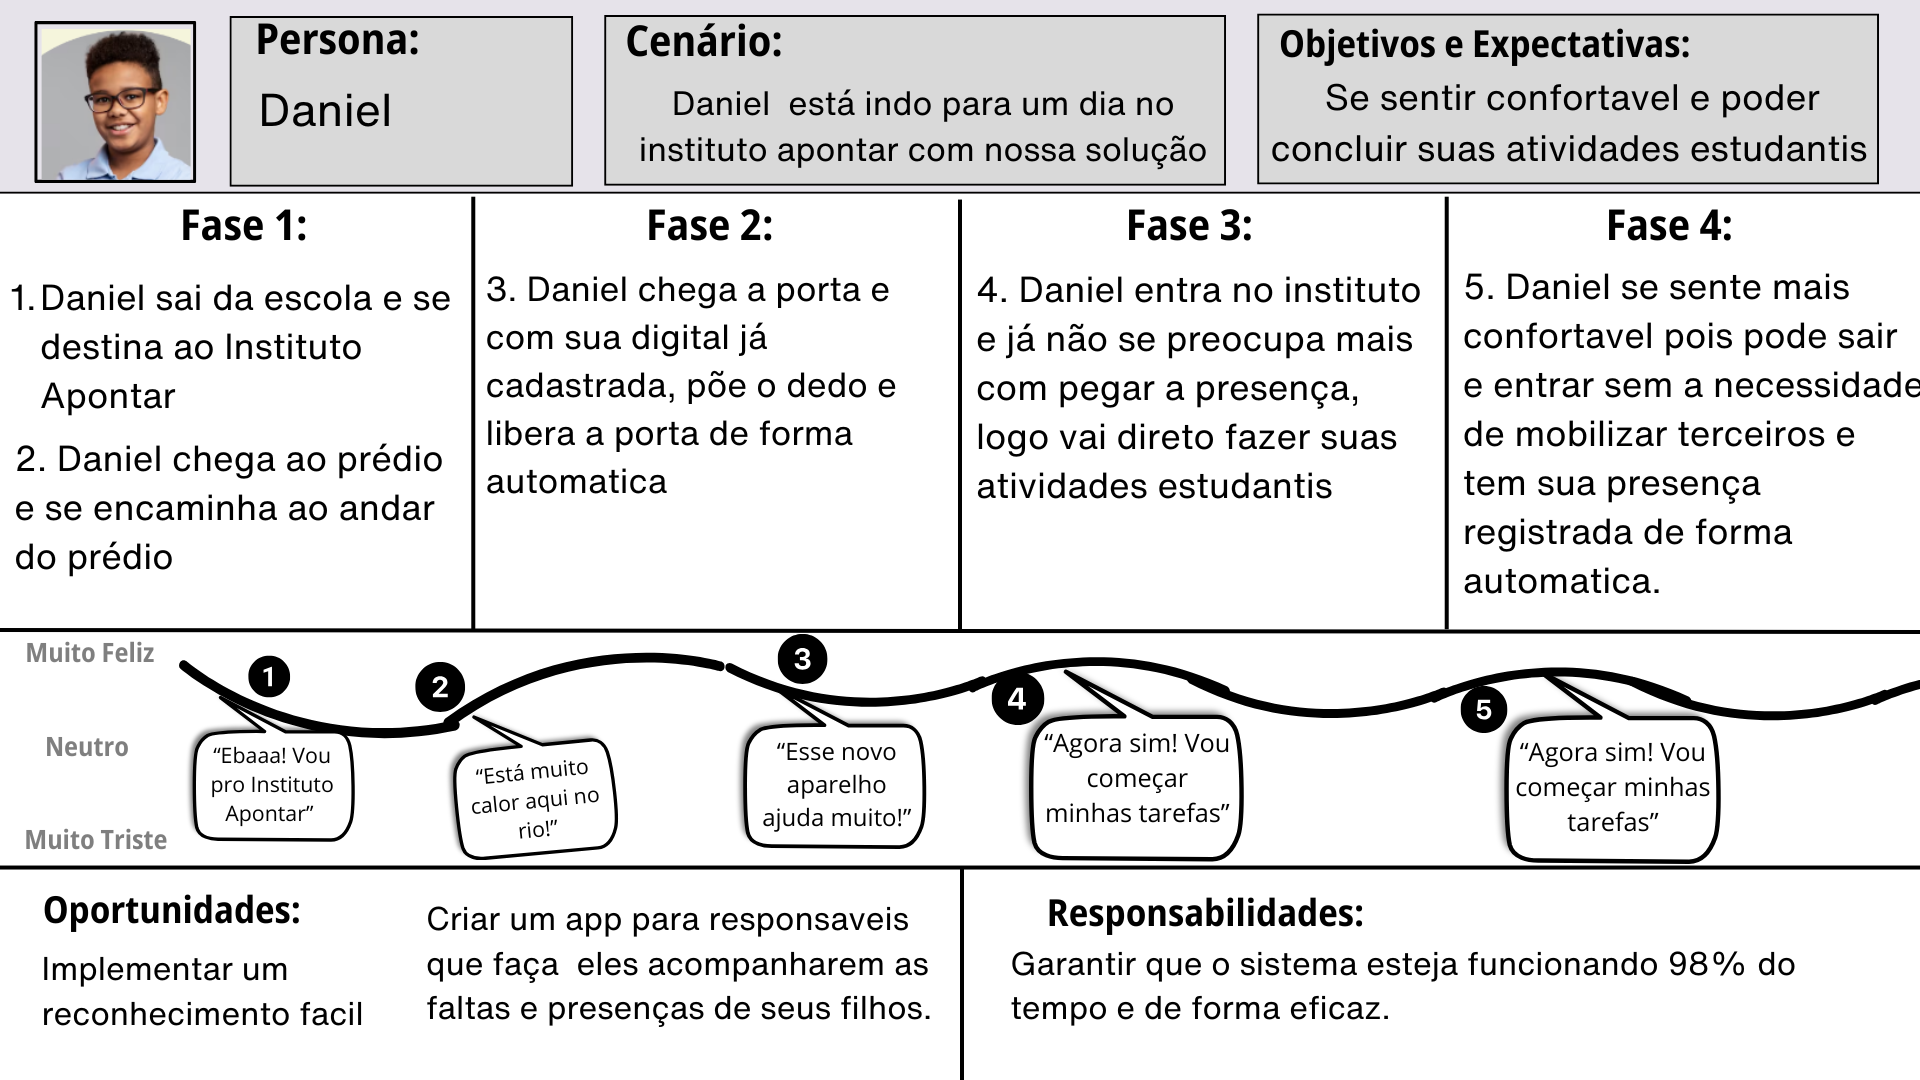 Persona:
Daniel
Cenário:
Daniel  está indo para um dia no
instituto apontar com nossa solução
Objetivos e Expectativas:
Se sentir confortavel e poder
concluir suas atividades estudantis
Fase 1:
1. Daniel sai da escola e se
destina ao Instituto
Apontar
2. Daniel chega ao prédio
e se encaminha ao andar
do prédio
Fase 2:
3. Daniel chega a porta e
com sua digital já
cadastrada, põe o dedo e
libera a porta de forma
automatica
Fase 3:
4. Daniel entra no instituto
e já não se preocupa mais
com pegar a presença,
logo vai direto fazer suas
atividades estudantis
Fase 4:
5. Daniel se sente mais
confortavel pois pode sair
e entrar sem a necessidade
de mobilizar terceiros e
tem sua presença
registrada de forma
automatica.
Muito Feliz
Neutro
Muito Triste
1
“Ebaaa! Vou
pro Instituto
Apontar”
2
“Está muito
calor aqui no
rio!”
3
“Esse novo
aparelho
ajuda muito!”
4
“Agora sim! Vou
começar
minhas tarefas”
5
“Agora sim! Vou
começar minhas
tarefas”
Oportunidades:
Implementar um
reconhecimento facil
Criar um app para responsaveis
que faça  eles acompanharem as
faltas e presenças de seus filhos.
Responsabilidades:
Garantir que o sistema esteja funcionando 98% do
tempo e de forma eficaz.